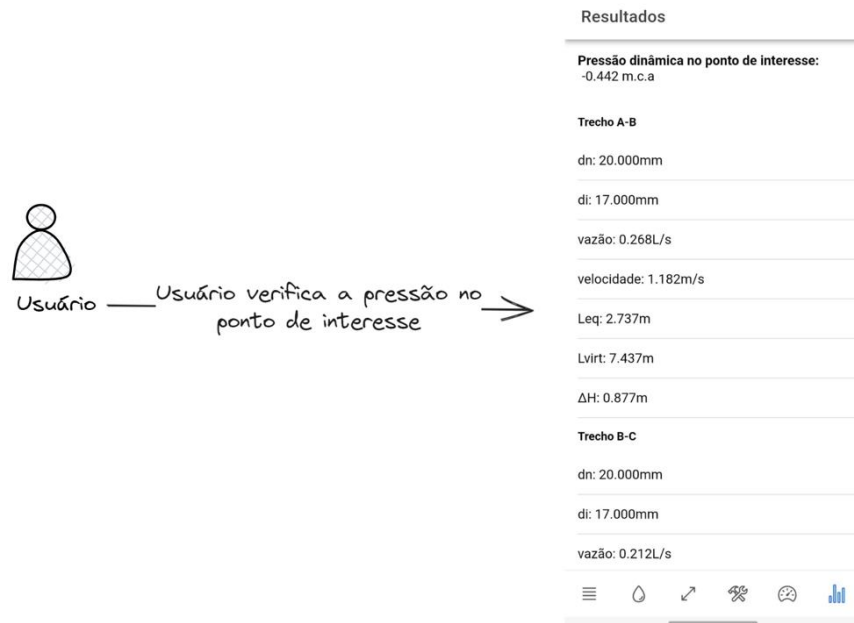 Resultados
Pressão dinâmica no ponto de interesse:
-0.442 m.c.a
Trecho A-B
dn: 20.000mm
di: 17.000mm
vazão: 0.268L/s
velocidade: 1.182m/s
Leq: 2.737m
Lvirt: 7.437m
ΔH: 0.877m
Trecho B-C
dn: 20.000mm
di: 17.000mm
vazão: 0.212L/s
Usuário
Usuário verifica a pressão no
ponto de interesse